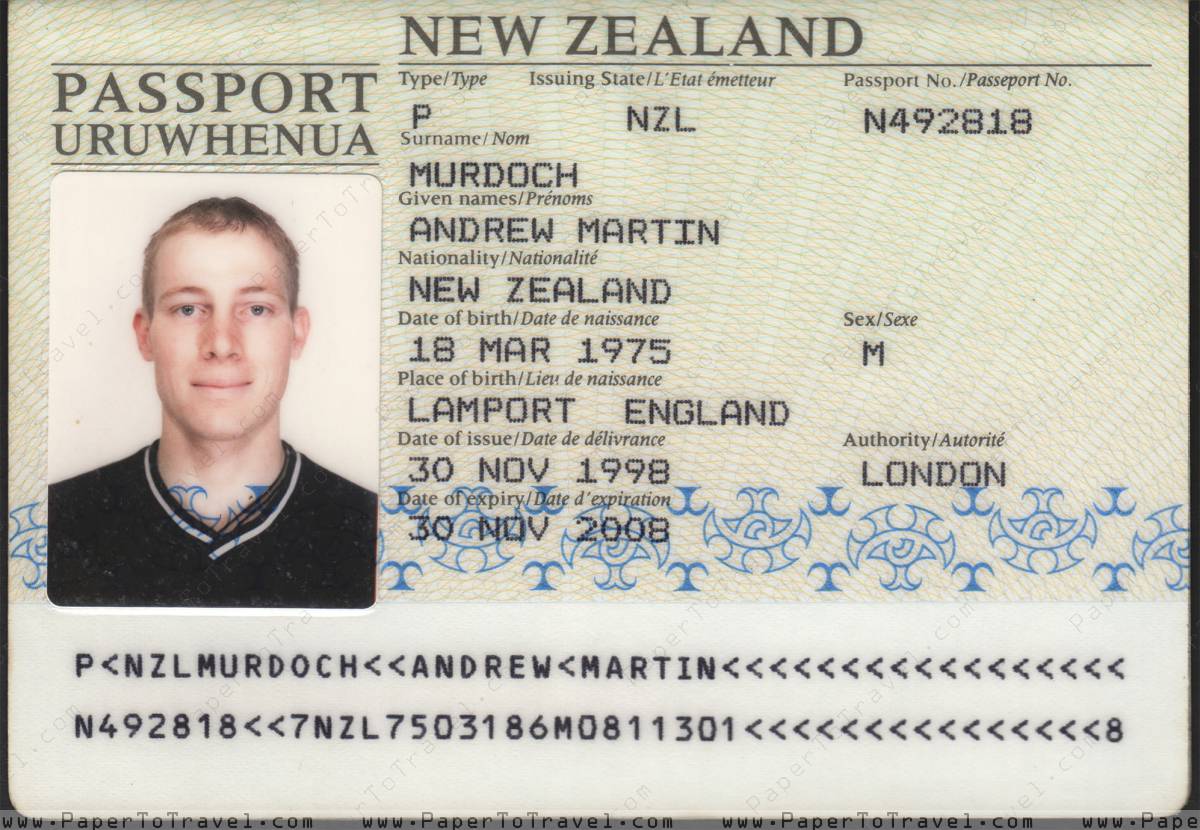 NEW ZEALAND
PASSPORT
URUWHENUA
Type/Type Issuing State/L'Etat émetteur Passport No./Passeport No.
P NZL N492818
Surname/Nom
MURDOCH
Given names/Prénoms
ANDREW MARTIN
Nationality/Nationalité
NEW ZEALAND
Date of birth/Date de naissance Sex/Sexe
18 MAR 1975 M
Place of birth/Lieu de naissance
LAMPORT ENGLAND
Date of issue/Date de délivrance Authority/Autorité
30 NOV 1998 LONDON
Date of expiry/Date d'expiration
30 NOV 2008
P<NZLMURDOCH<<ANDREW<MARTIN<<<<<<<<<<<<<<<<<
N492818<<7NZL7503186M0811301<<<<<<<<<<<<<<<8
www.PaperToTravel.com www.PaperToTravel.com www.PaperToTravel.com www.Pape